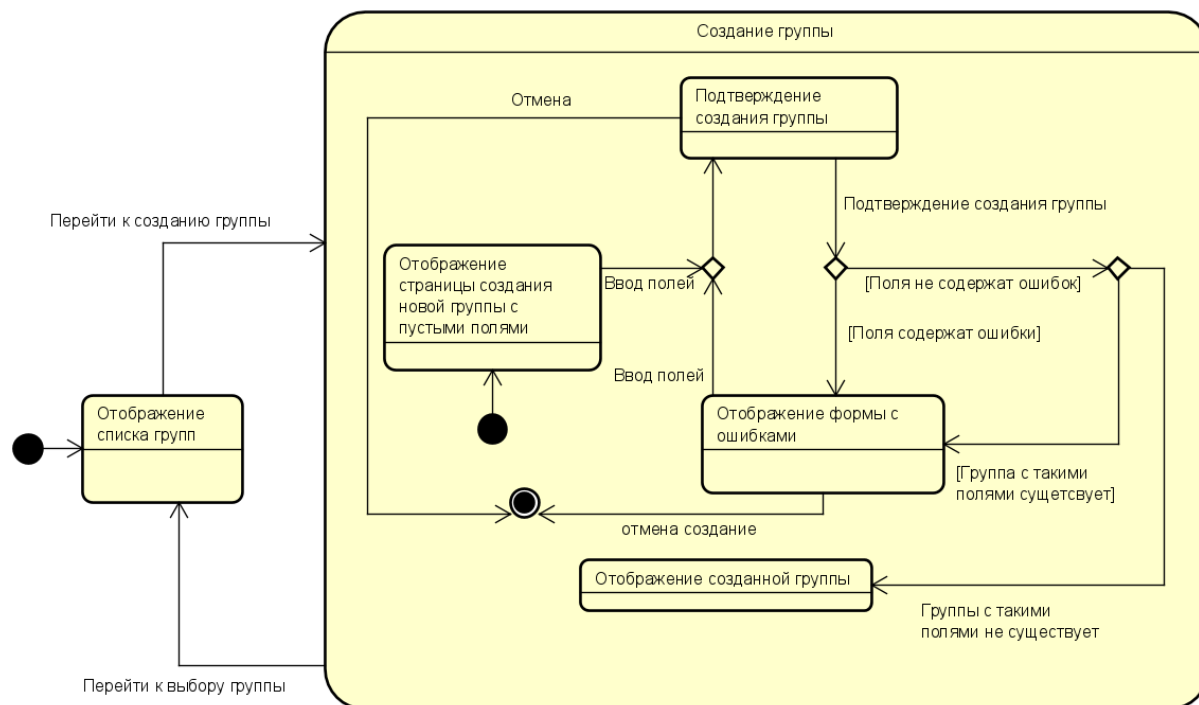 Создание группы
Отмена
Подтверждение
создания группы
Перейти к созданию группы
Подтверждение создания группы
Отображение
страницы создания
новой группы с
пустыми полями
Ввод полей
[Поля не содержат ошибок]
[Поля содержат ошибки]
Ввод полей
Отображение
списка групп
Отображение формы с
ошибками
[Группа с такими
полями сущетсвует]
отмена создание
Отображение созданной группы
Группы с такими
полями не существует
Перейти к выбору группы